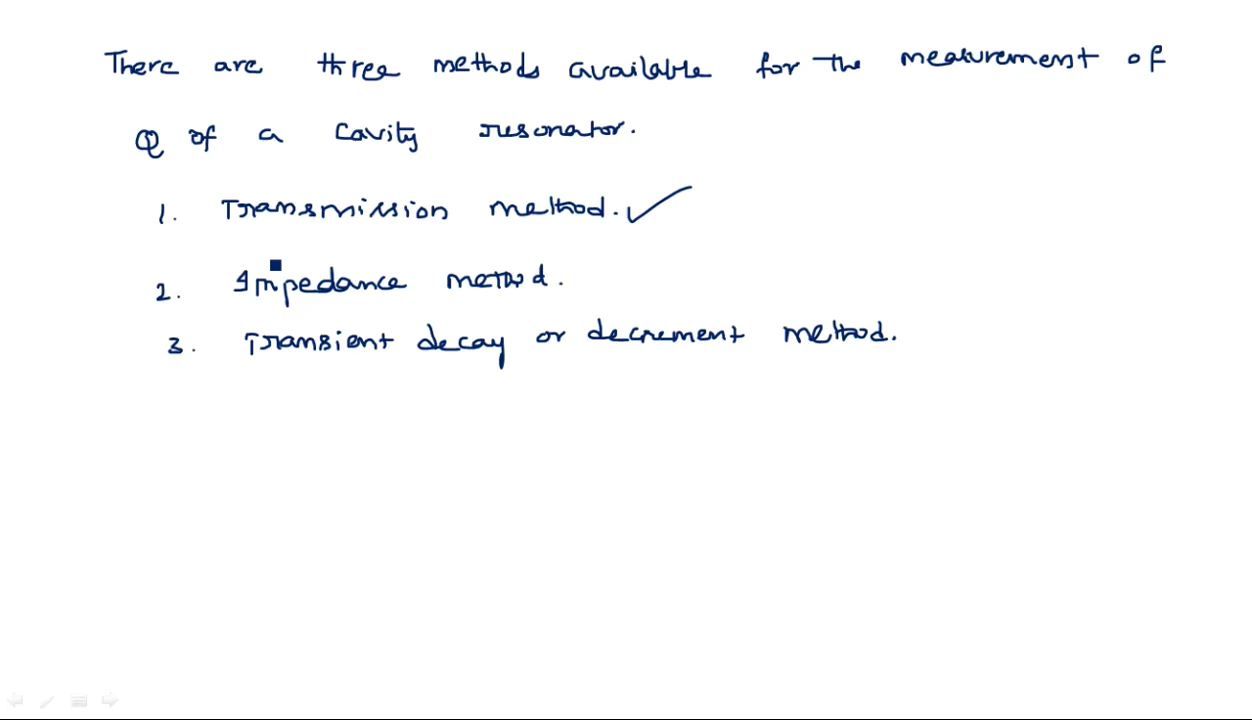 There are three methods available for the measurement of
Q of a cavity resonator.
1. Transmission method.
2. Impedance method.
3. Transient decay or decrement method.